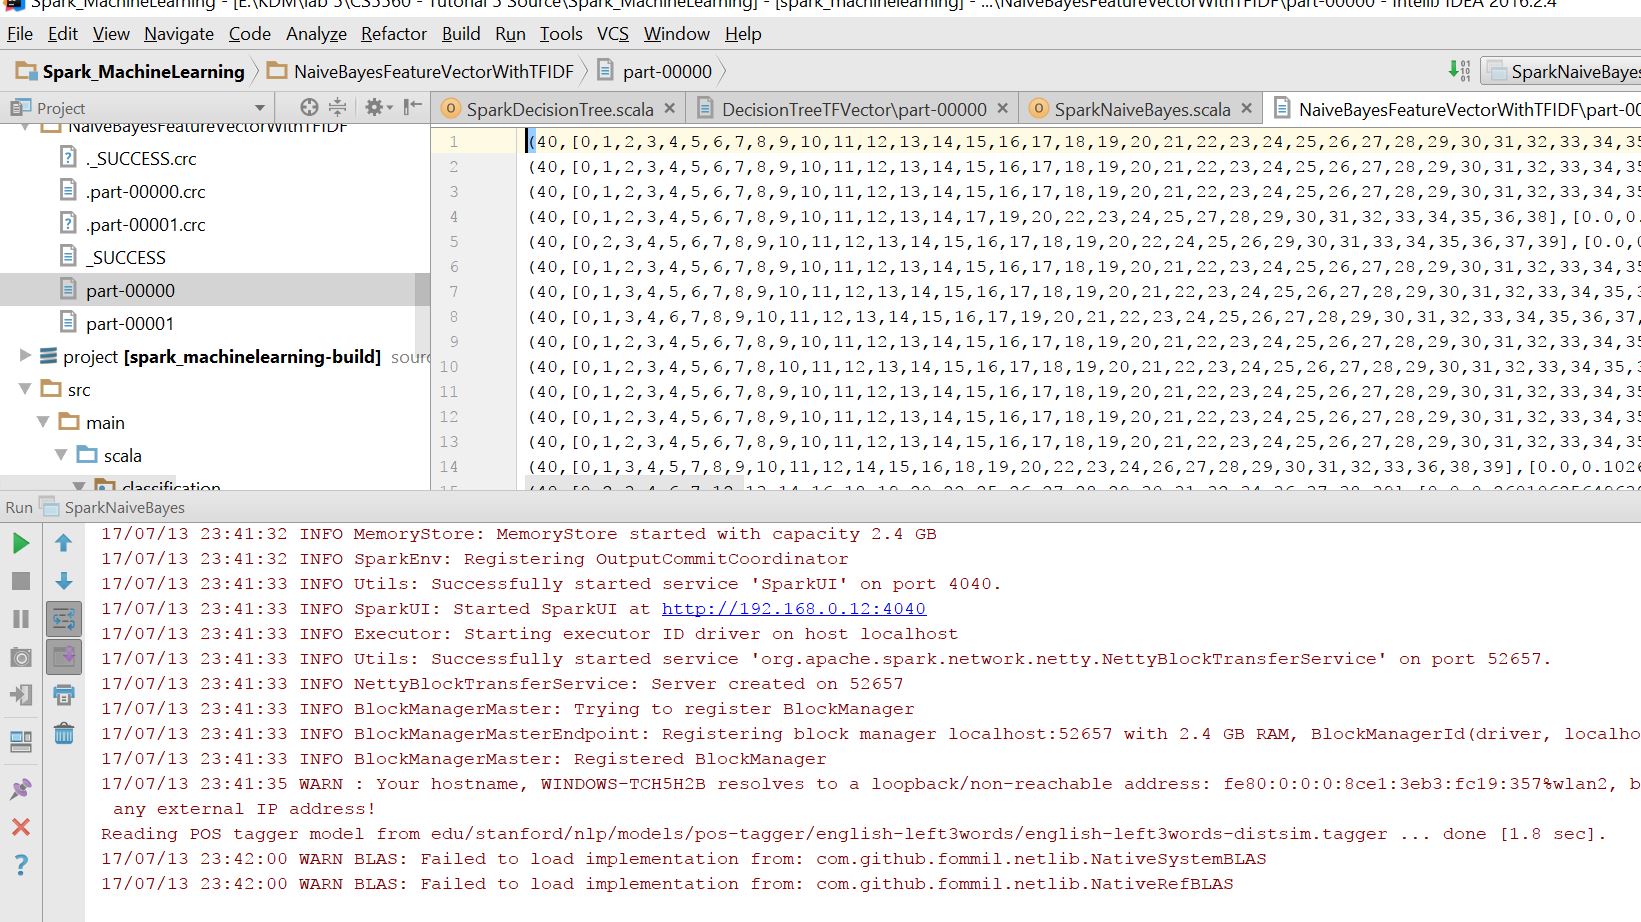 Spark_MachineLearning - [E:\KDM\lab 5\CS5560 - Tutorial 5 Source\Spark_MachineLearning] - [spark_machinelearning] - ...\NaiveBayesFeatureVectorWithTFIDF\part-00000 - IntelliJ IDEA 2016.2.4
File Edit View Navigate Code Analyze Refactor Build Run Tools VCS Window Help
Spark_MachineLearning NaiveBayesFeatureVectorWithTFIDF part-00000 SparkNaiveBayes
Project SparkDecisionTree.scala DecisionTreeTFVector\part-00000 SparkNaiveBayes.scala NaiveBayesFeatureVectorWithTFIDF\part-00
NaiveBayesFeatureVectorWithTFIDF
._SUCCESS.crc
.part-00000.crc
.part-00001.crc
_SUCCESS
part-00000
part-00001
project [spark_machinelearning-build] sourc
src
main
scala
classification
1 (40,[0,1,2,3,4,5,6,7,8,9,10,11,12,13,14,15,16,17,18,19,20,21,22,23,24,25,26,27,28,29,30,31,32,33,34,35
2 (40,[0,1,2,3,4,5,6,7,8,9,10,11,12,13,14,15,16,17,18,19,20,21,22,23,24,25,26,27,28,29,30,31,32,33,34,35
3 (40,[0,1,2,3,4,5,6,7,8,9,10,11,12,13,14,15,16,17,18,19,20,21,22,23,24,25,26,27,28,29,30,31,32,33,34,35
4 (40,[0,1,2,3,4,5,6,7,8,9,10,11,12,13,14,17,19,20,22,23,24,25,27,28,29,30,31,32,33,34,35,36,38],[0.0,0.
5 (40,[0,2,3,4,5,6,7,8,9,10,11,12,13,14,15,16,17,18,19,20,22,24,25,26,29,30,31,33,34,35,36,37,39],[0.0,0
6 (40,[0,1,2,3,4,5,6,7,8,9,10,11,12,13,14,15,16,17,18,19,20,21,22,23,24,25,26,27,28,29,30,31,32,33,34,35
7 (40,[0,1,3,4,5,6,7,8,9,10,11,12,13,14,15,16,17,18,19,20,21,22,23,24,25,26,27,28,29,30,31,32,33,34,35,3
8 (40,[0,1,3,4,6,7,8,9,10,11,12,13,14,15,16,17,19,20,21,22,23,24,25,26,27,28,29,30,31,32,33,34,35,36,37,
9 (40,[0,1,2,3,4,5,6,7,8,9,10,11,12,13,14,15,16,17,18,19,20,21,22,23,24,25,26,27,28,29,30,31,32,33,34,35
10 (40,[0,1,3,4,5,6,7,8,9,10,11,12,13,14,15,16,17,18,19,20,21,22,23,24,25,26,27,28,29,30,31,32,33,34,35,3
11 (40,[0,1,2,3,4,5,6,7,8,9,10,11,12,13,14,15,16,17,18,19,20,21,22,23,24,25,26,27,28,29,30,31,32,33,34,35
12 (40,[0,1,2,3,4,5,6,7,8,9,10,11,12,13,14,15,16,17,18,19,20,21,22,23,24,25,26,27,28,29,30,31,32,33,34,35
13 (40,[0,1,2,3,4,5,6,7,8,9,10,11,12,13,14,15,16,17,18,19,20,21,22,23,24,25,26,27,28,29,30,31,32,33,34,35
14 (40,[0,1,3,4,5,7,8,9,10,11,12,14,15,16,18,19,20,22,23,24,26,27,28,29,30,31,32,33,36,38,39],[0.0,0.1026
Run SparkNaiveBayes
17/07/13 23:41:32 INFO MemoryStore: MemoryStore started with capacity 2.4 GB
17/07/13 23:41:32 INFO SparkEnv: Registering OutputCommitCoordinator
17/07/13 23:41:33 INFO Utils: Successfully started service 'SparkUI' on port 4040.
17/07/13 23:41:33 INFO SparkUI: Started SparkUI at http://192.168.0.12:4040
17/07/13 23:41:33 INFO Executor: Starting executor ID driver on host localhost
17/07/13 23:41:33 INFO Utils: Successfully started service 'org.apache.spark.network.netty.NettyBlockTransferService' on port 52657.
17/07/13 23:41:33 INFO NettyBlockTransferService: Server created on 52657
17/07/13 23:41:33 INFO BlockManagerMaster: Trying to register BlockManager
17/07/13 23:41:33 INFO BlockManagerMasterEndpoint: Registering block manager localhost:52657 with 2.4 GB RAM, BlockManagerId(driver, localho
17/07/13 23:41:33 INFO BlockManagerMaster: Registered BlockManager
17/07/13 23:41:35 WARN : Your hostname, WINDOWS-TCH5H2B resolves to a loopback/non-reachable address: fe80:0:0:0:8ce1:3eb3:fc19:357%wlan2, b
any external IP address!
Reading POS tagger model from edu/stanford/nlp/models/pos-tagger/english-left3words/english-left3words-distsim.tagger ... done [1.8 sec].
17/07/13 23:42:00 WARN BLAS: Failed to load implementation from: com.github.fommil.netlib.NativeSystemBLAS
17/07/13 23:42:00 WARN BLAS: Failed to load implementation from: com.github.fommil.netlib.NativeRefBLAS